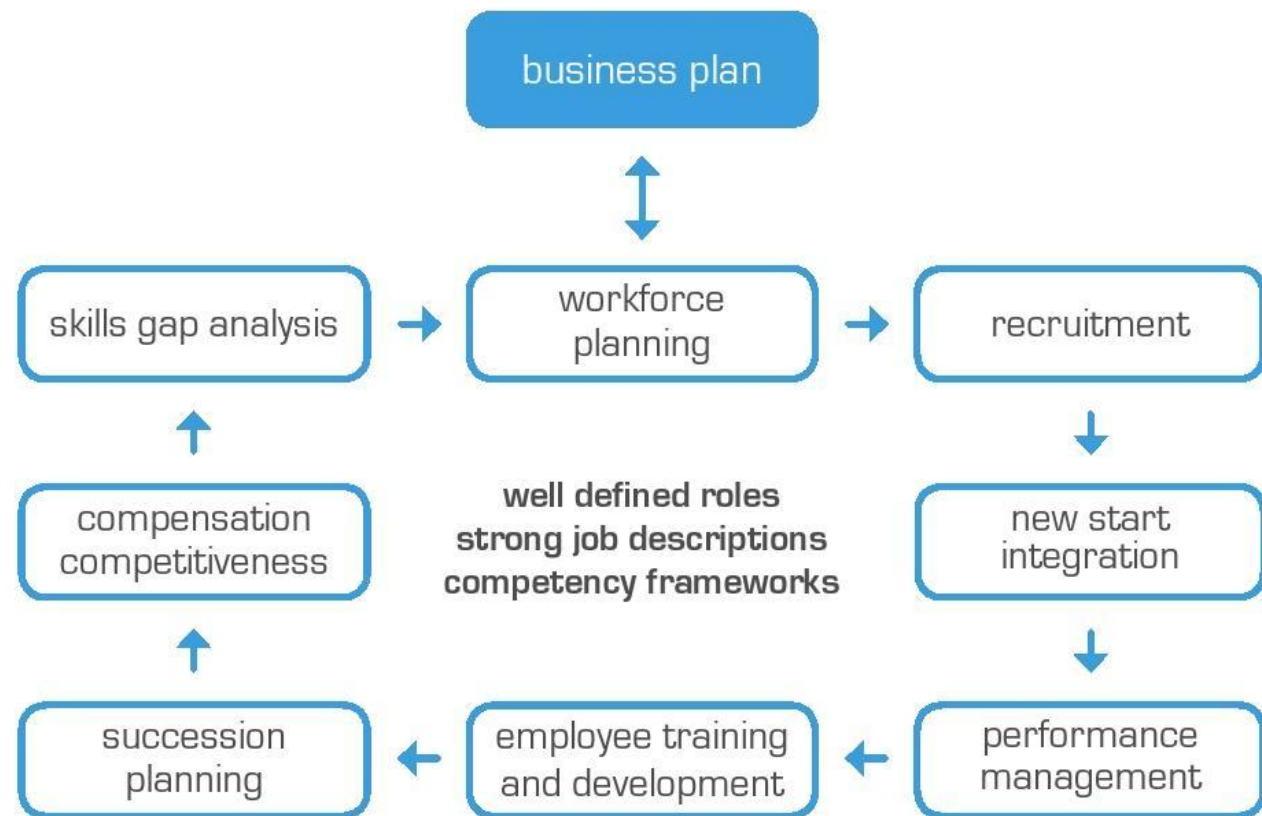 business plan
skills gap analysis
workforce
planning
recruitment
compensation
competitiveness
well defined roles
strong job descriptions
competency frameworks
new start
integration
succession
planning
employee training
and development
performance
management